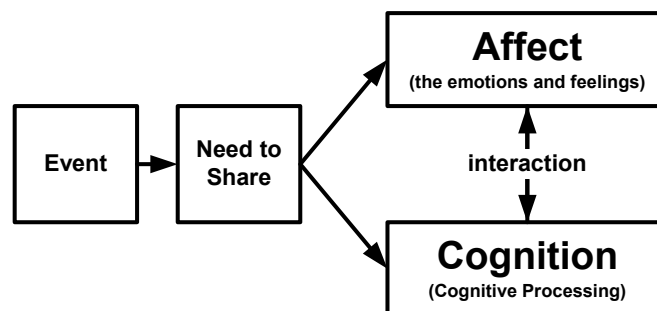 Event
Need to
Share
Affect
(the emotions and feelings)
interaction
Cognition
(Cognitive Processing)